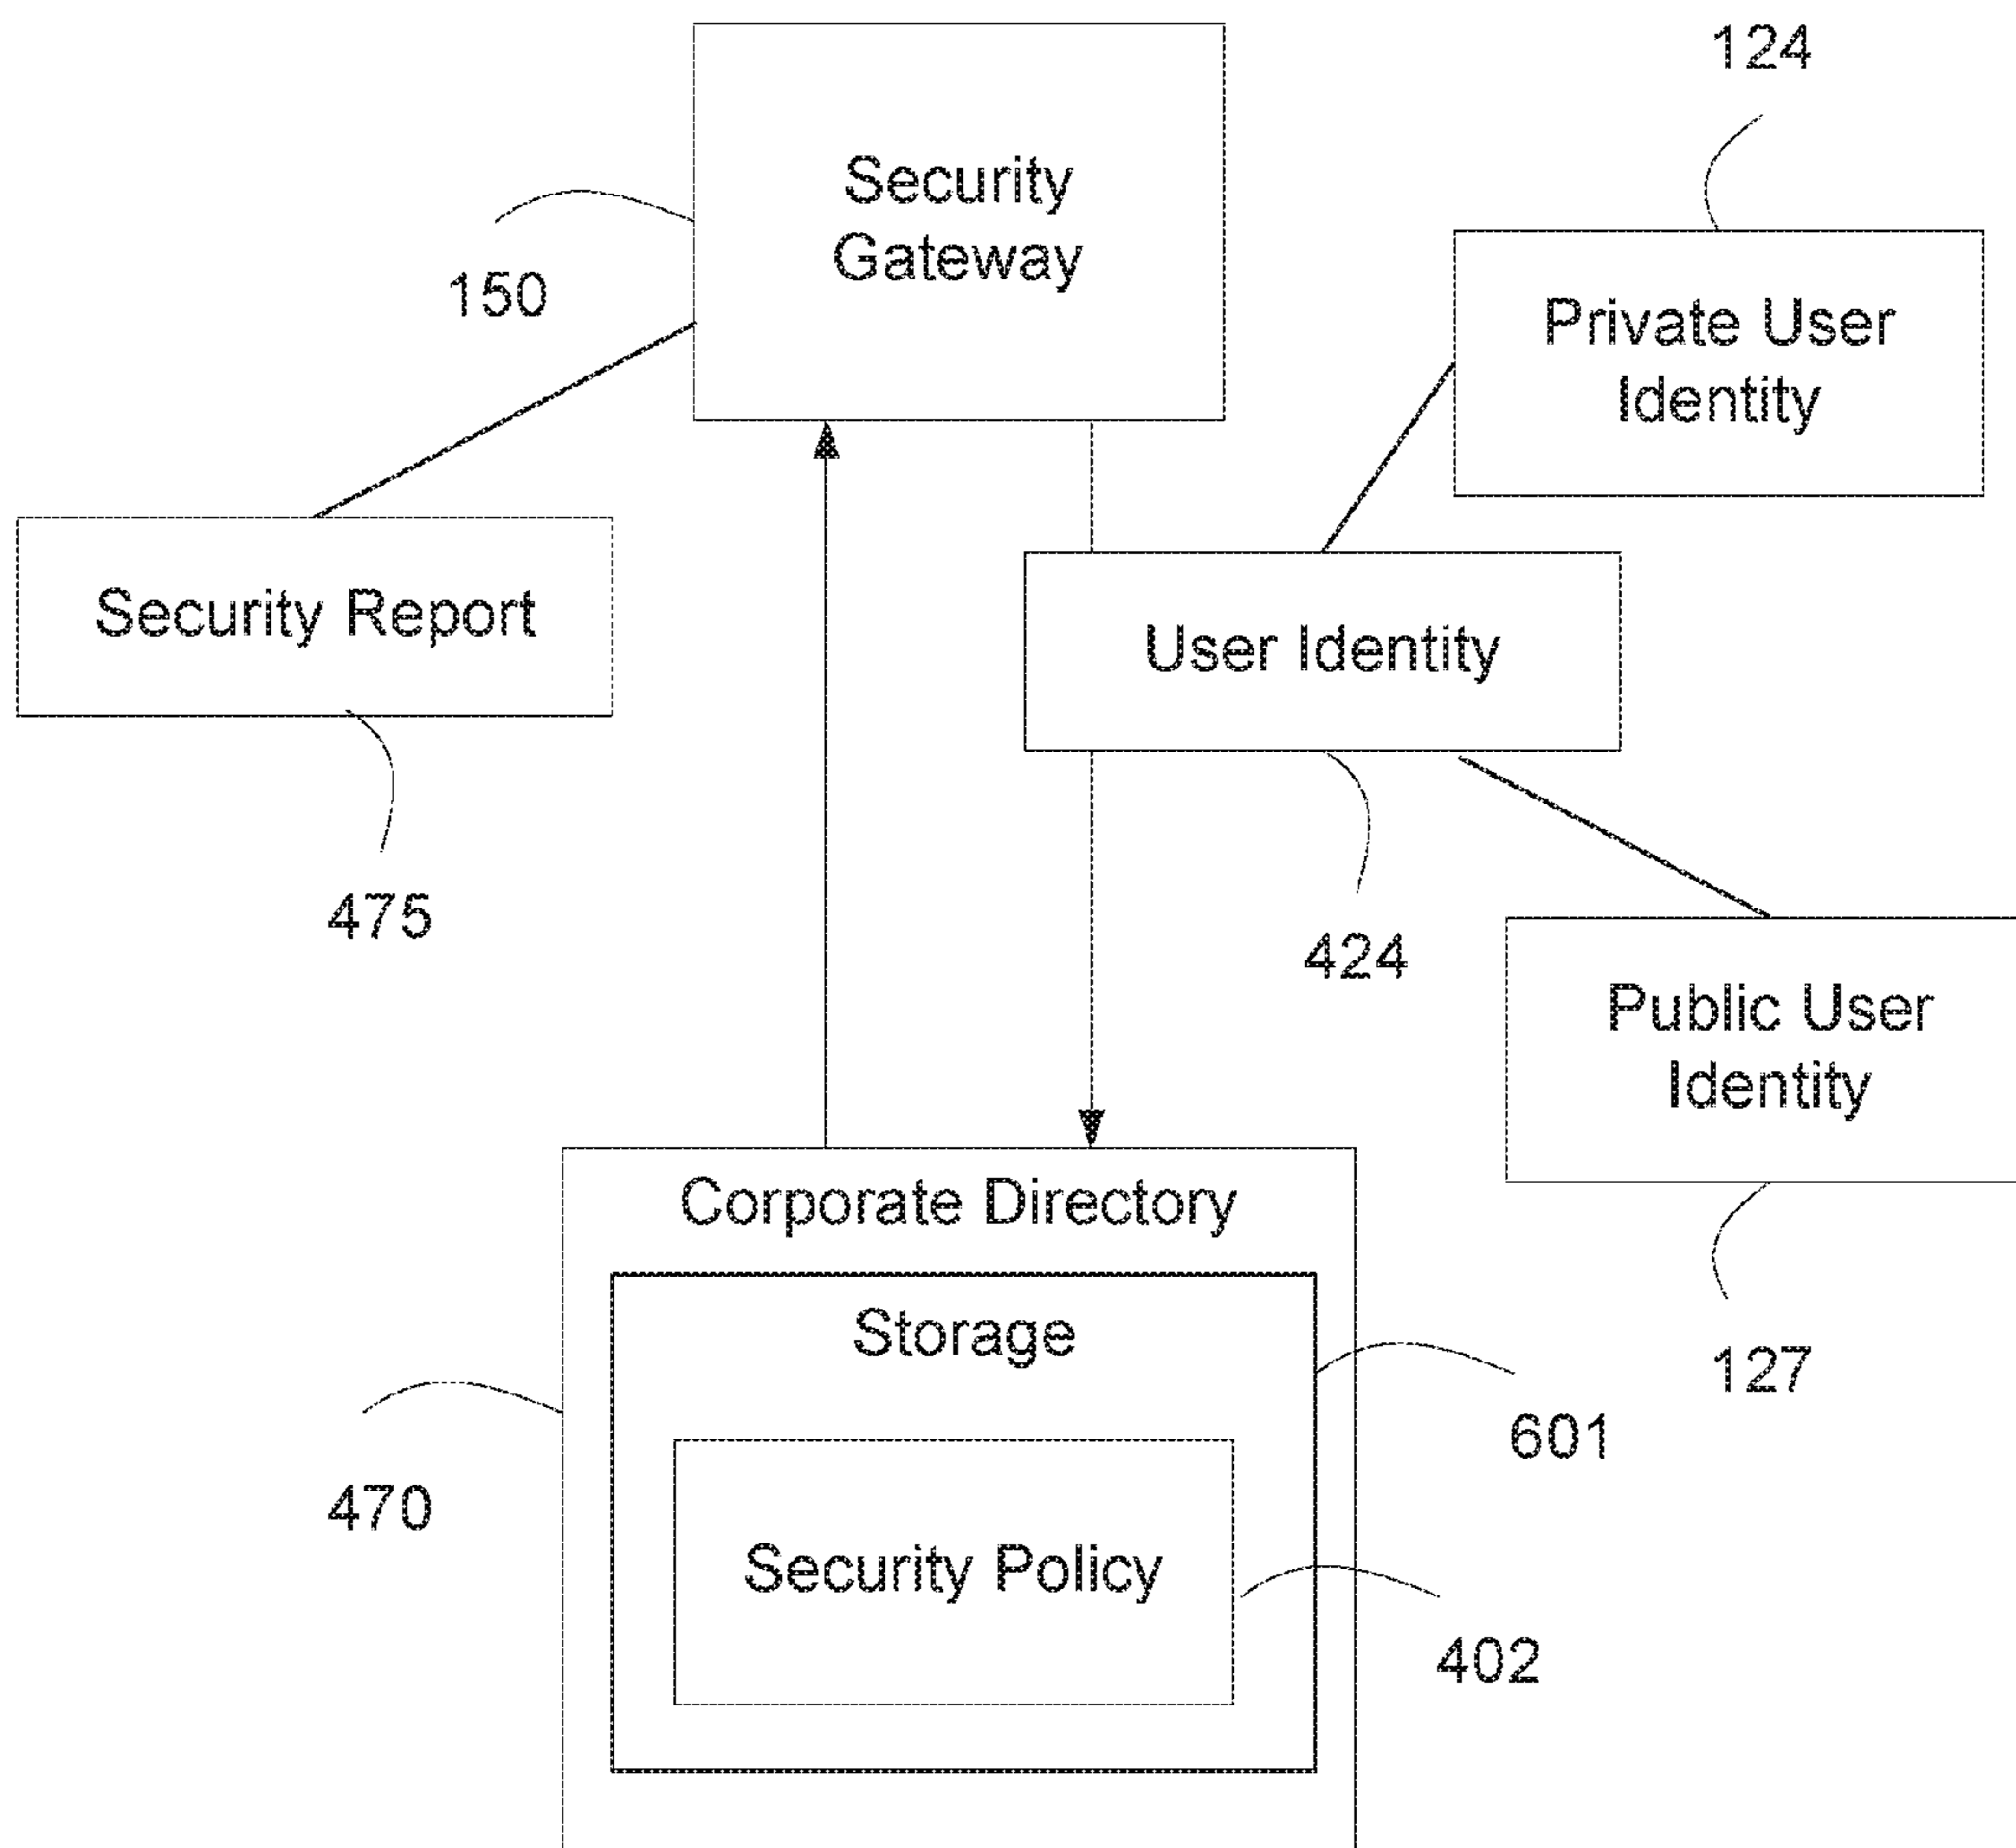 124
Security
Gateway
150
Private User
Identity
Security Report
User Identity
475
424
Public User
Identity
Corporate Directory
Storage
127
601
470
Security Policy
402